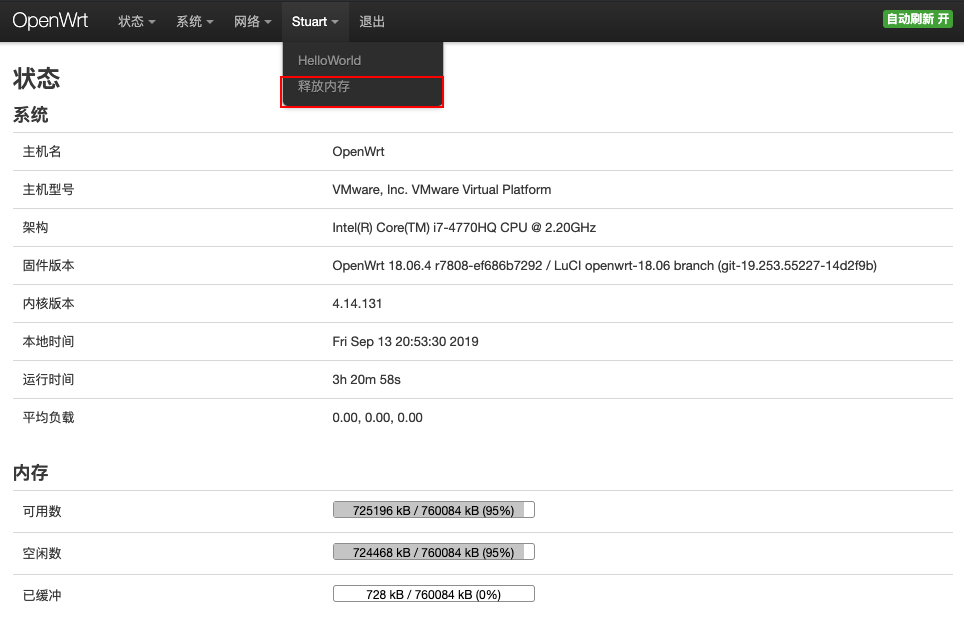 OpenWrt 状态 系统 网络 Stuart 退出 自动刷新 开
HelloWorld
释放内存
状态
系统
主机名 OpenWrt
主机型号 VMware, Inc. VMware Virtual Platform
架构 Intel(R) Core(TM) i7-4770HQ CPU @ 2.20GHz
固件版本 OpenWrt 18.06.4 r7808-ef686b7292 / LuCI openwrt-18.06 branch (git-19.253.55227-14d2f9b)
内核版本 4.14.131
本地时间 Fri Sep 13 20:53:30 2019
运行时间 3h 20m 58s
平均负载 0.00, 0.00, 0.00
内存
可用数 725196 kB / 760084 kB (95%)
空闲数 724468 kB / 760084 kB (95%)
已缓冲 728 kB / 760084 kB (0%)